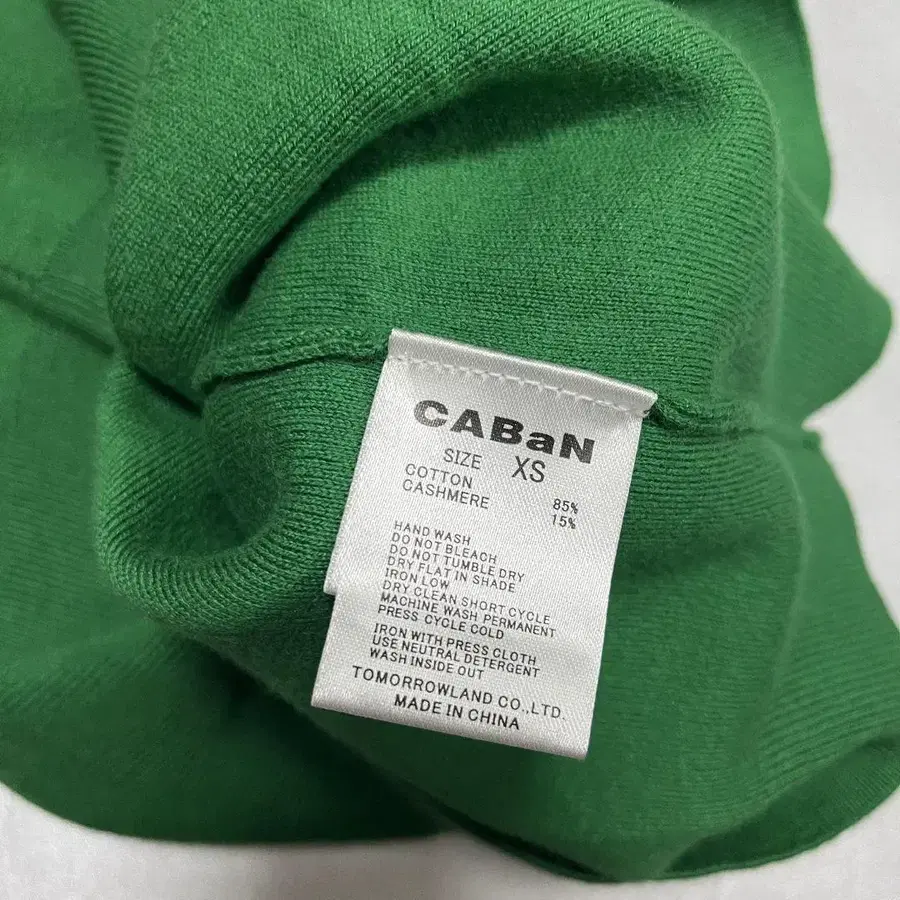 CABaN
SIZE XS
COTTON 85%
CASHMERE 15%
HAND WASH
DO NOT BLEACH
DO NOT TUMBLE DRY
DRY FLAT IN SHADE
IRON LOW
DRY CLEAN SHORT CYCLE
MACHINE WASH PERMANENT
PRESS CYCLE COLD
IRON WITH PRESS CLOTH
USE NEUTRAL DETERGENT
WASH INSIDE OUT
TOMORROWLAND CO.,LTD.
MADE IN CHINA